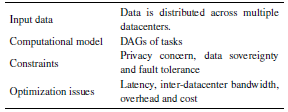 Input data
Data is distributed across multiple
datacenters.
Computational model
DAGs of tasks
Constraints
Privacy concern, data sovereignty
and fault tolerance
Optimization issues
Latency, inter-datacenter bandwidth,
overhead and cost